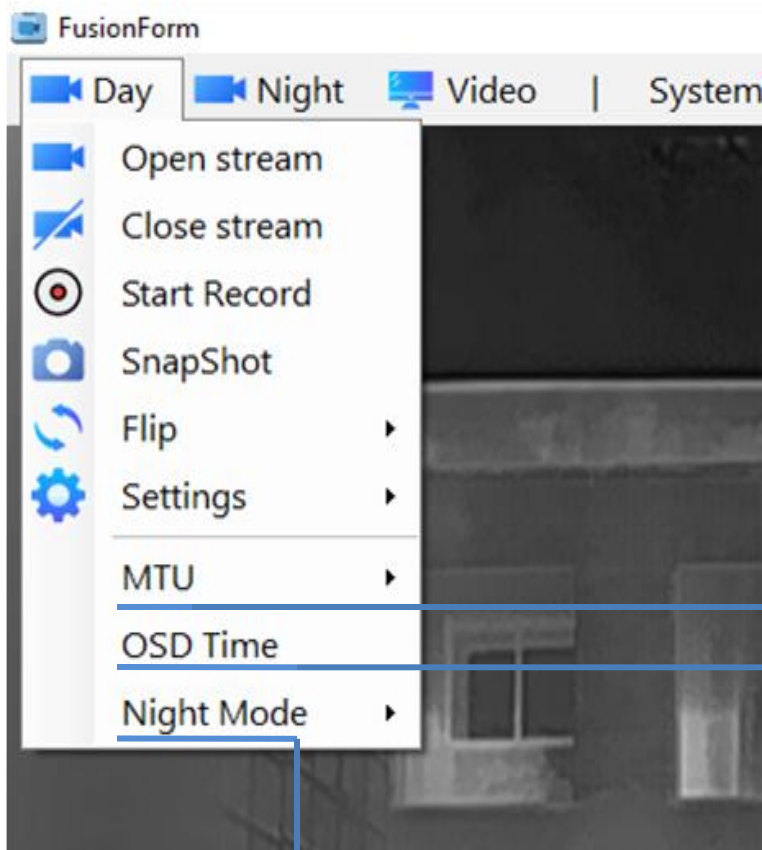 FusionForm
Day Night Video | System
Open stream
Close stream
Start Record
SnapShot
Flip
Settings
MTU
OSD Time
Night Mode